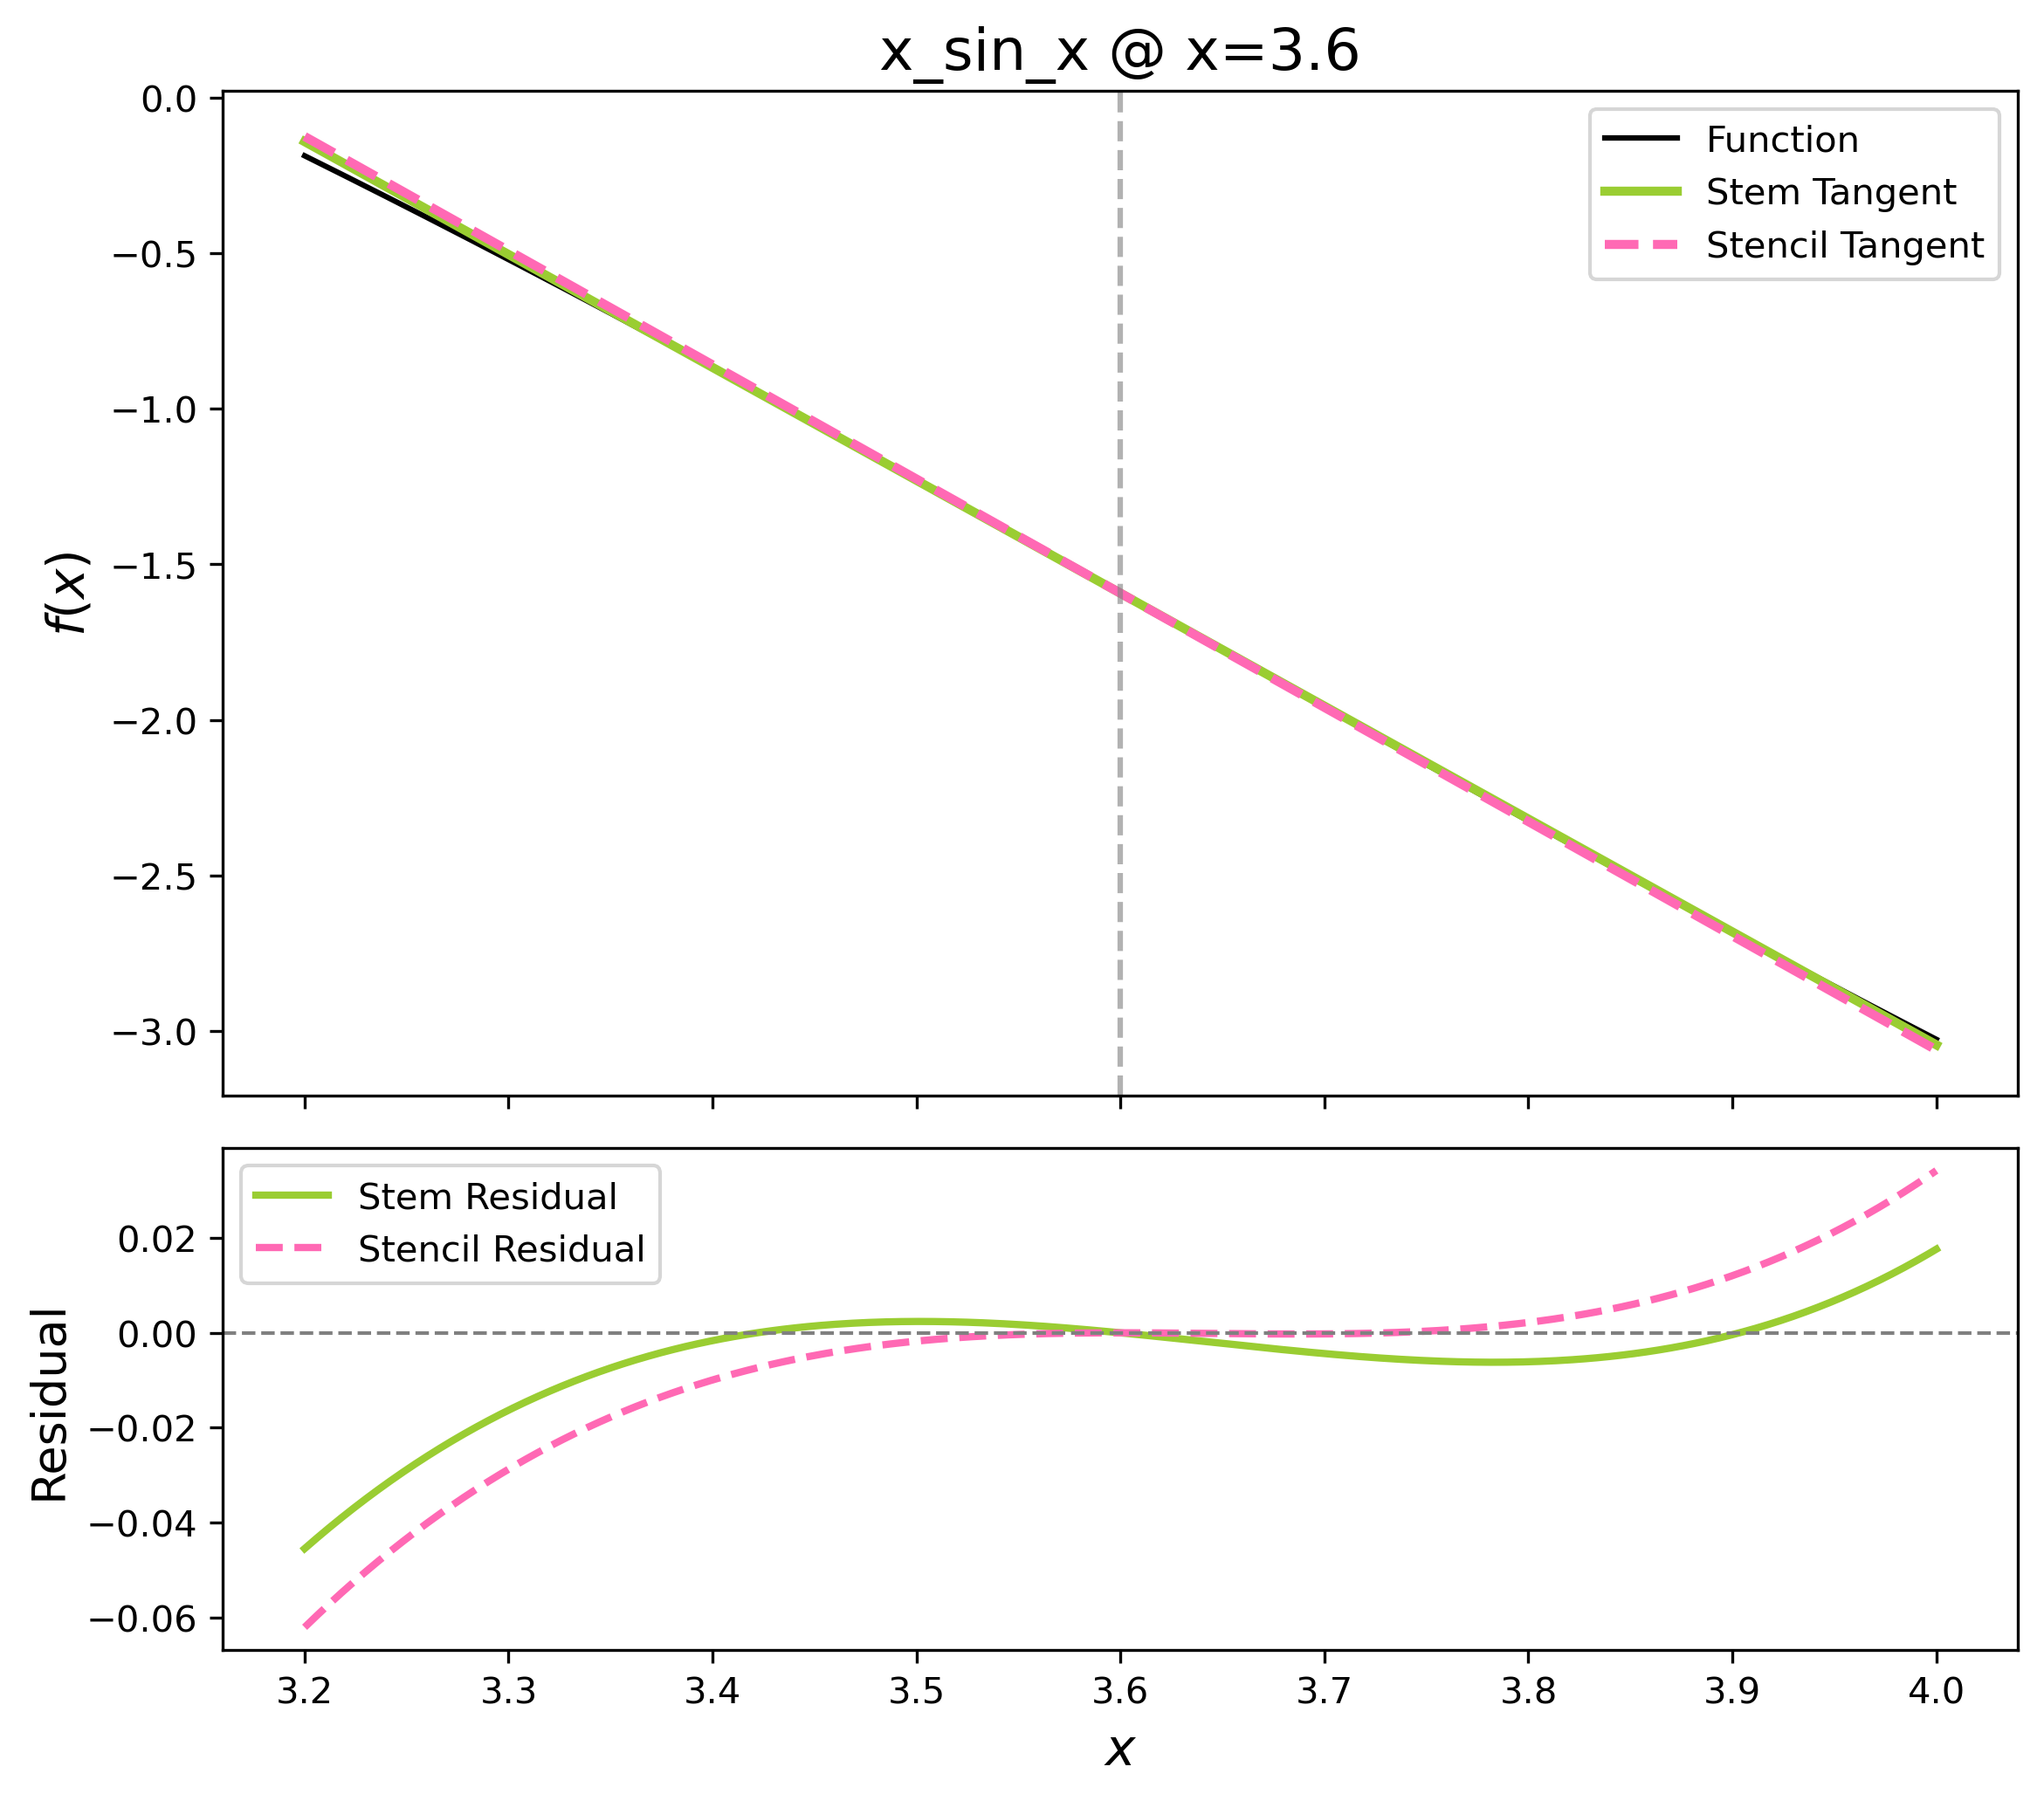 x_sin_x @ x=3.6
0.0
−0.5
−1.0
−1.5
−2.0
−2.5
−3.0
f(x)
Function
Stem Tangent
Stencil Tangent
Stem Residual
Stencil Residual
0.02
0.00
−0.02
−0.04
−0.06
Residual
3.2 3.3 3.4 3.5 3.6 3.7 3.8 3.9 4.0
x